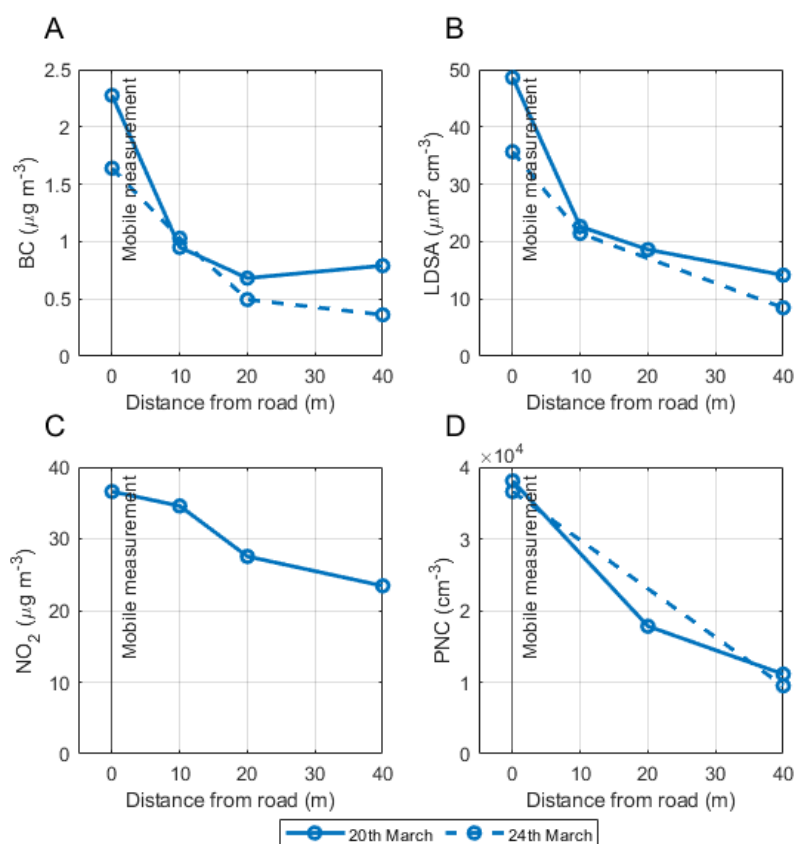 A
BC (μg m⁻³)
2.5
2
1.5
1
0.5
0
Mobile measurement
0 10 20 30 40
Distance from road (m)
B
LDSA (μm² cm⁻³)
50
40
30
20
10
0
Mobile measurement
0 10 20 30 40
Distance from road (m)
C
NO₂ (μg m⁻³)
40
30
20
10
0
Mobile measurement
0 10 20 30 40
Distance from road (m)
D
×10⁴
PNC (cm⁻³)
4
3
2
1
0
Mobile measurement
0 10 20 30 40
Distance from road (m)
20th March 24th March